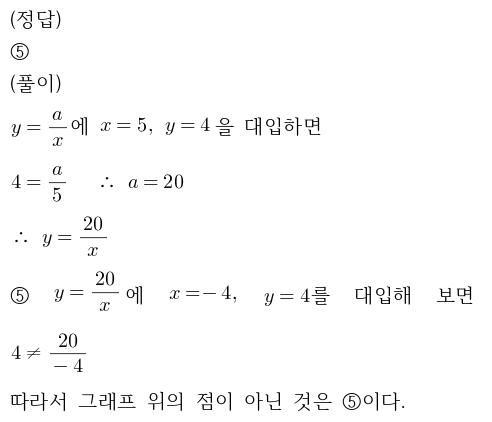 (정답)
⑤
(풀이)
y = a/x 에 x = 5, y = 4 을 대입하면
4 = a/5 ∴ a = 20
∴ y = 20/x
⑤ y = 20/x 에 x =− 4, y = 4를 대입해 보면
4 ≠ 20/− 4
따라서 그래프 위의 점이 아닌 것은 ⑤이다.